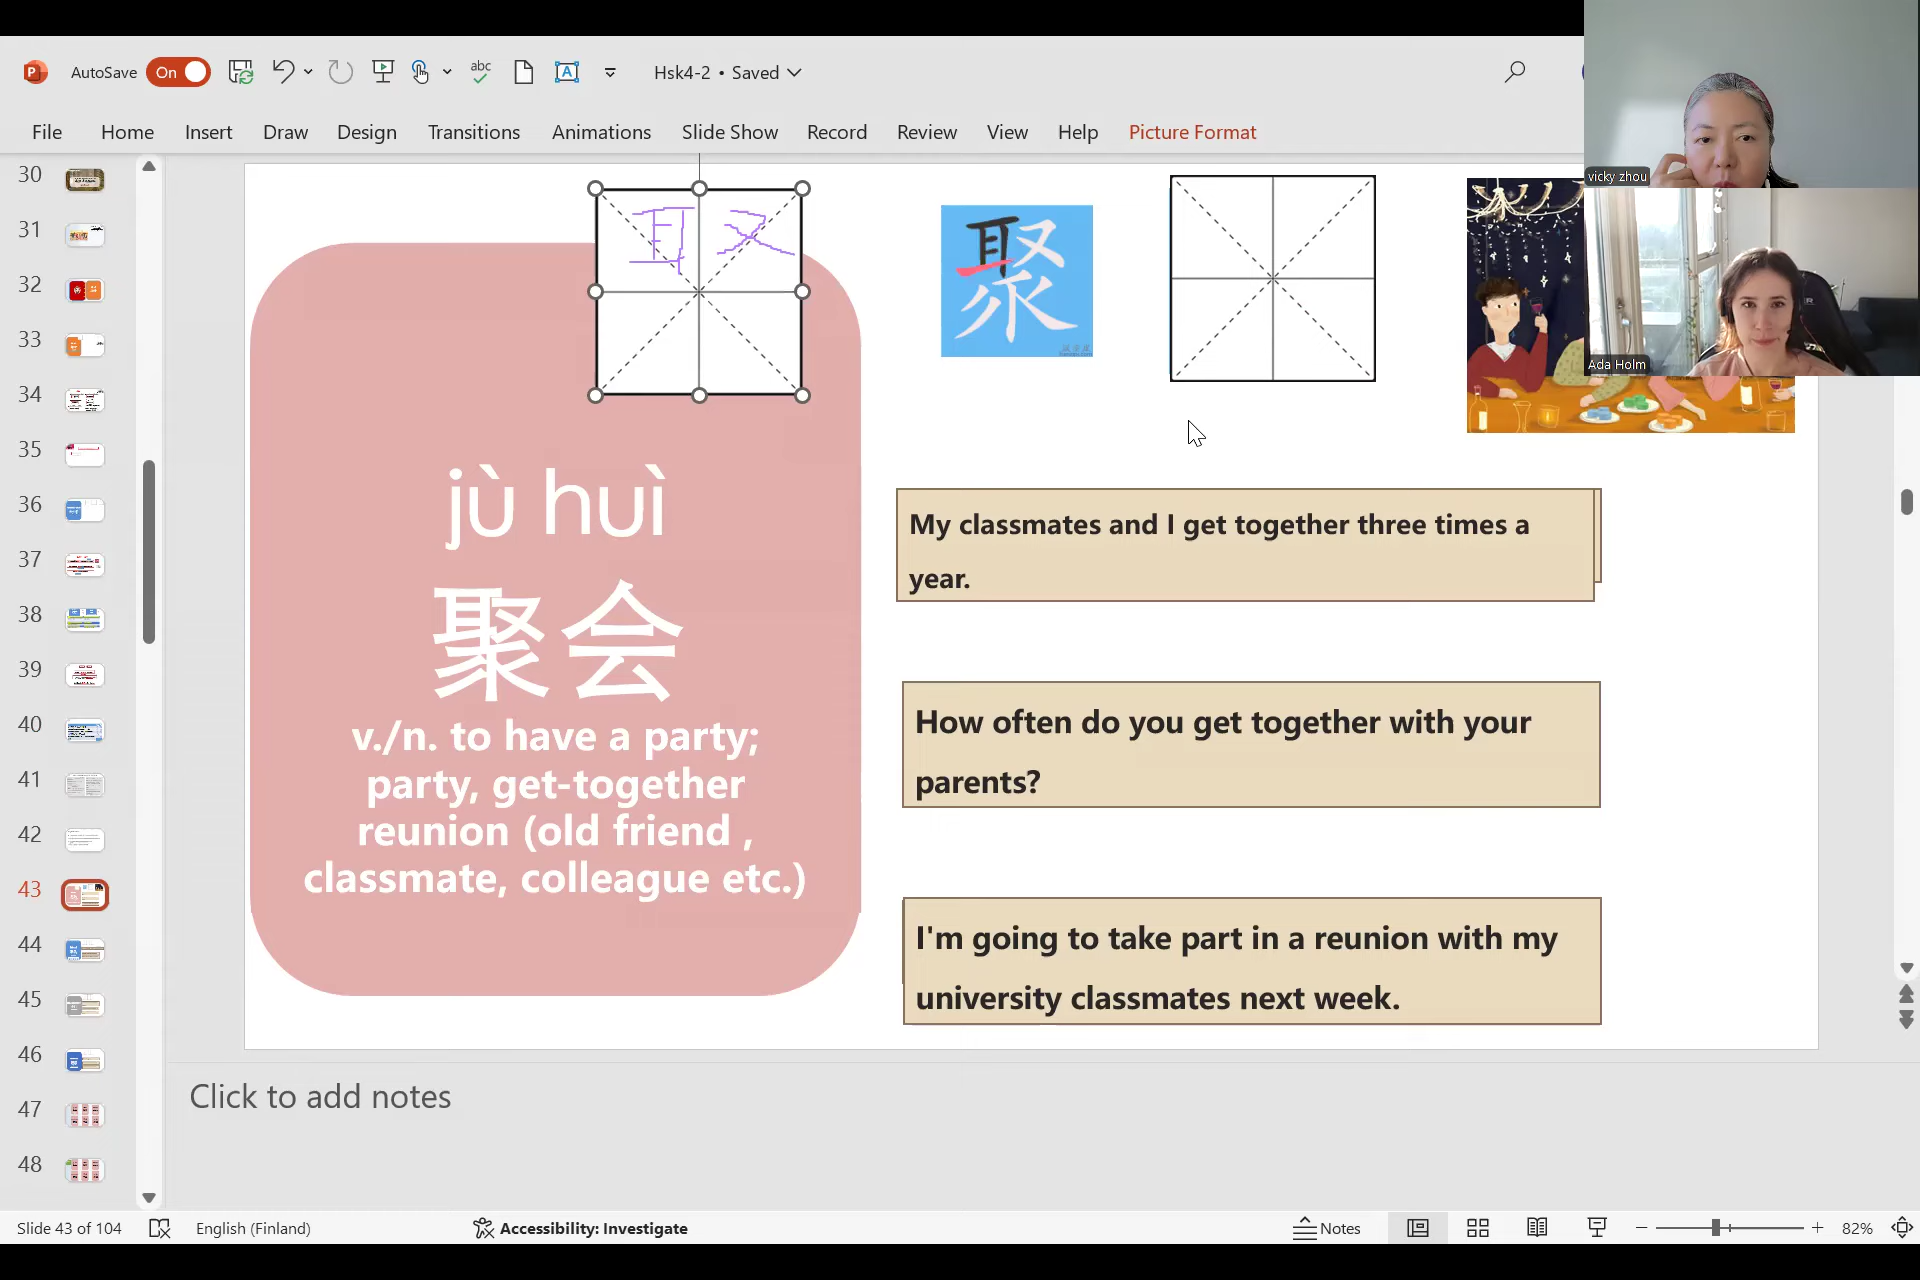 AutoSave On Hsk4-2 • Saved
File Home Insert Draw Design Transitions Animations Slide Show Record Review View Help Picture Format
vicky zhou
Ada Holm
30
31
32
33
34
35
36
37
38
39
40
41
42
43
44
45
46
47
48
耳又
聚
jù huì
聚会
v./n. to have a party;
party, get-together
reunion (old friend ,
classmate, colleague etc.)
My classmates and I get together three times a
year.
How often do you get together with your
parents?
I'm going to take part in a reunion with my
university classmates next week.
Click to add notes
Slide 43 of 104 English (Finland) Accessibility: Investigate Notes 82%